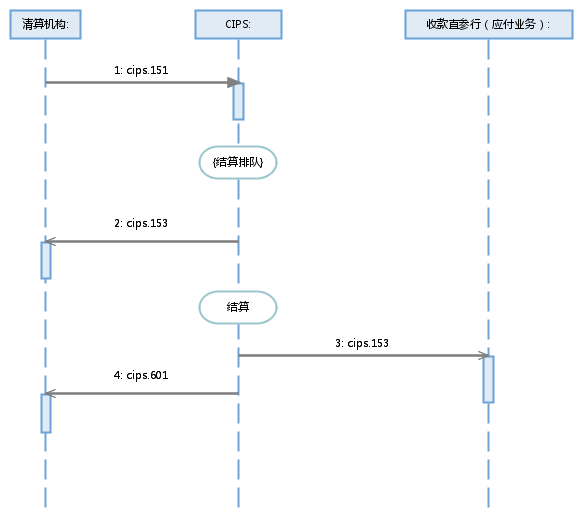 清算机构:
CIPS:
收款直参行（应付业务）:
1: cips.151
{结算排队}
2: cips.153
结算
3: cips.153
4: cips.601